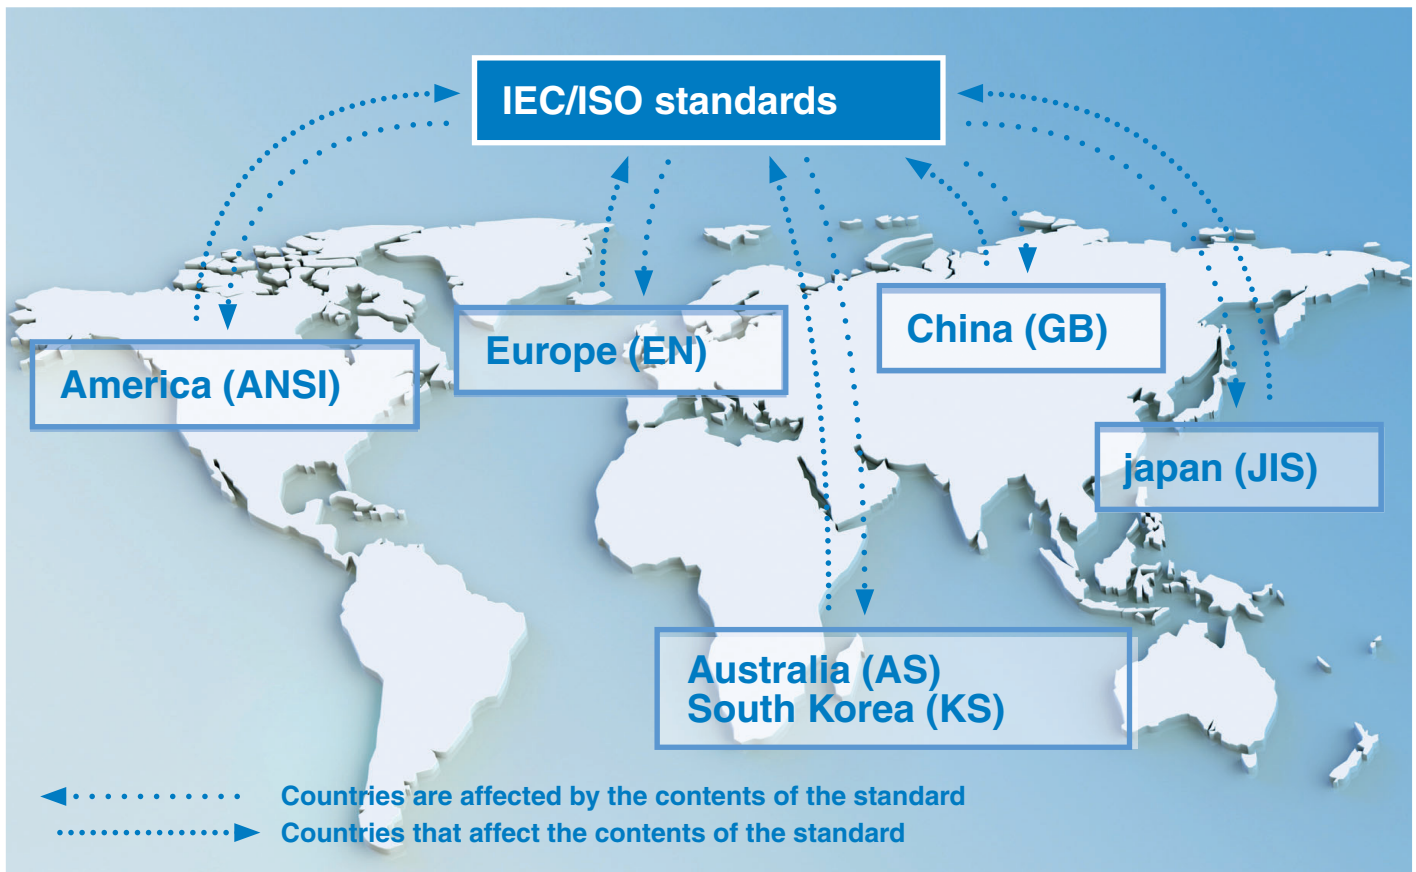 IEC/ISO standards
America (ANSI)
Europe (EN)
China (GB)
japan (JIS)
Australia (AS)
South Korea (KS)
Countries are affected by the contents of the standard
Countries that affect the contents of the standard